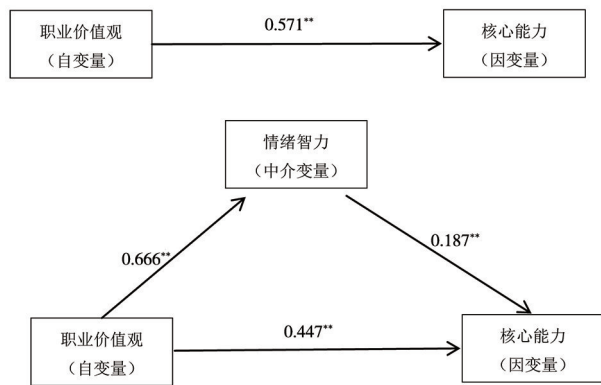 职业价值观
（自变量）
0.571**
核心能力
（因变量）
情绪智力
（中介变量）
0.666**
0.187**
职业价值观
（自变量）
0.447**
核心能力
（因变量）